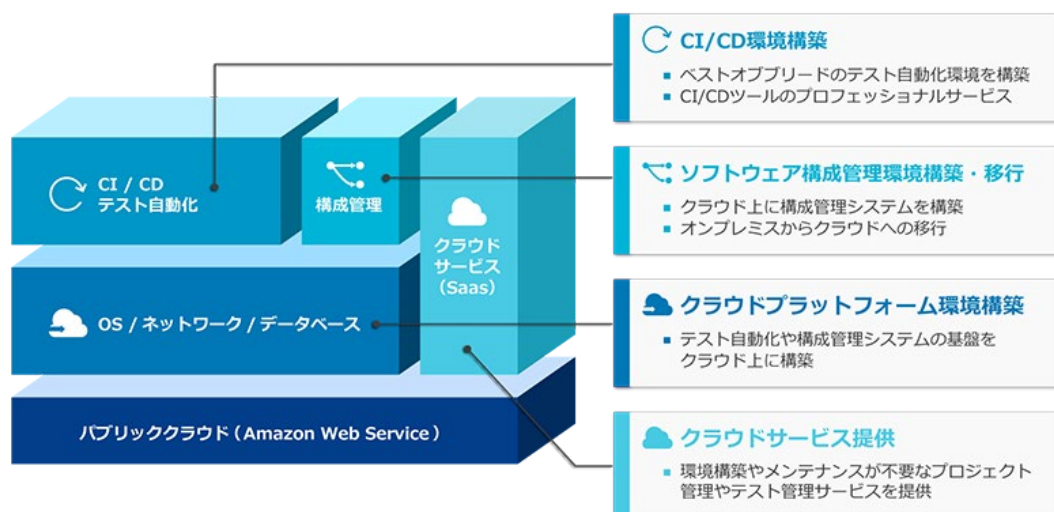 CI / CD
テスト自動化
構成管理
クラウド
サービス
（Saas）
OS / ネットワーク / データベース
パブリッククラウド（Amazon Web Service）
CI/CD環境構築
▪ ベストオブブリードのテスト自動化環境を構築
▪ CI/CDツールのプロフェッショナルサービス
ソフトウェア構成管理環境構築・移行
▪ クラウド上に構成管理システムを構築
▪ オンプレミスからクラウドへの移行
クラウドプラットフォーム環境構築
▪ テスト自動化や構成管理システムの基盤を
クラウド上に構築
クラウドサービス提供
▪ 環境構築やメンテナンスが不要なプロジェクト
管理やテスト管理サービスを提供